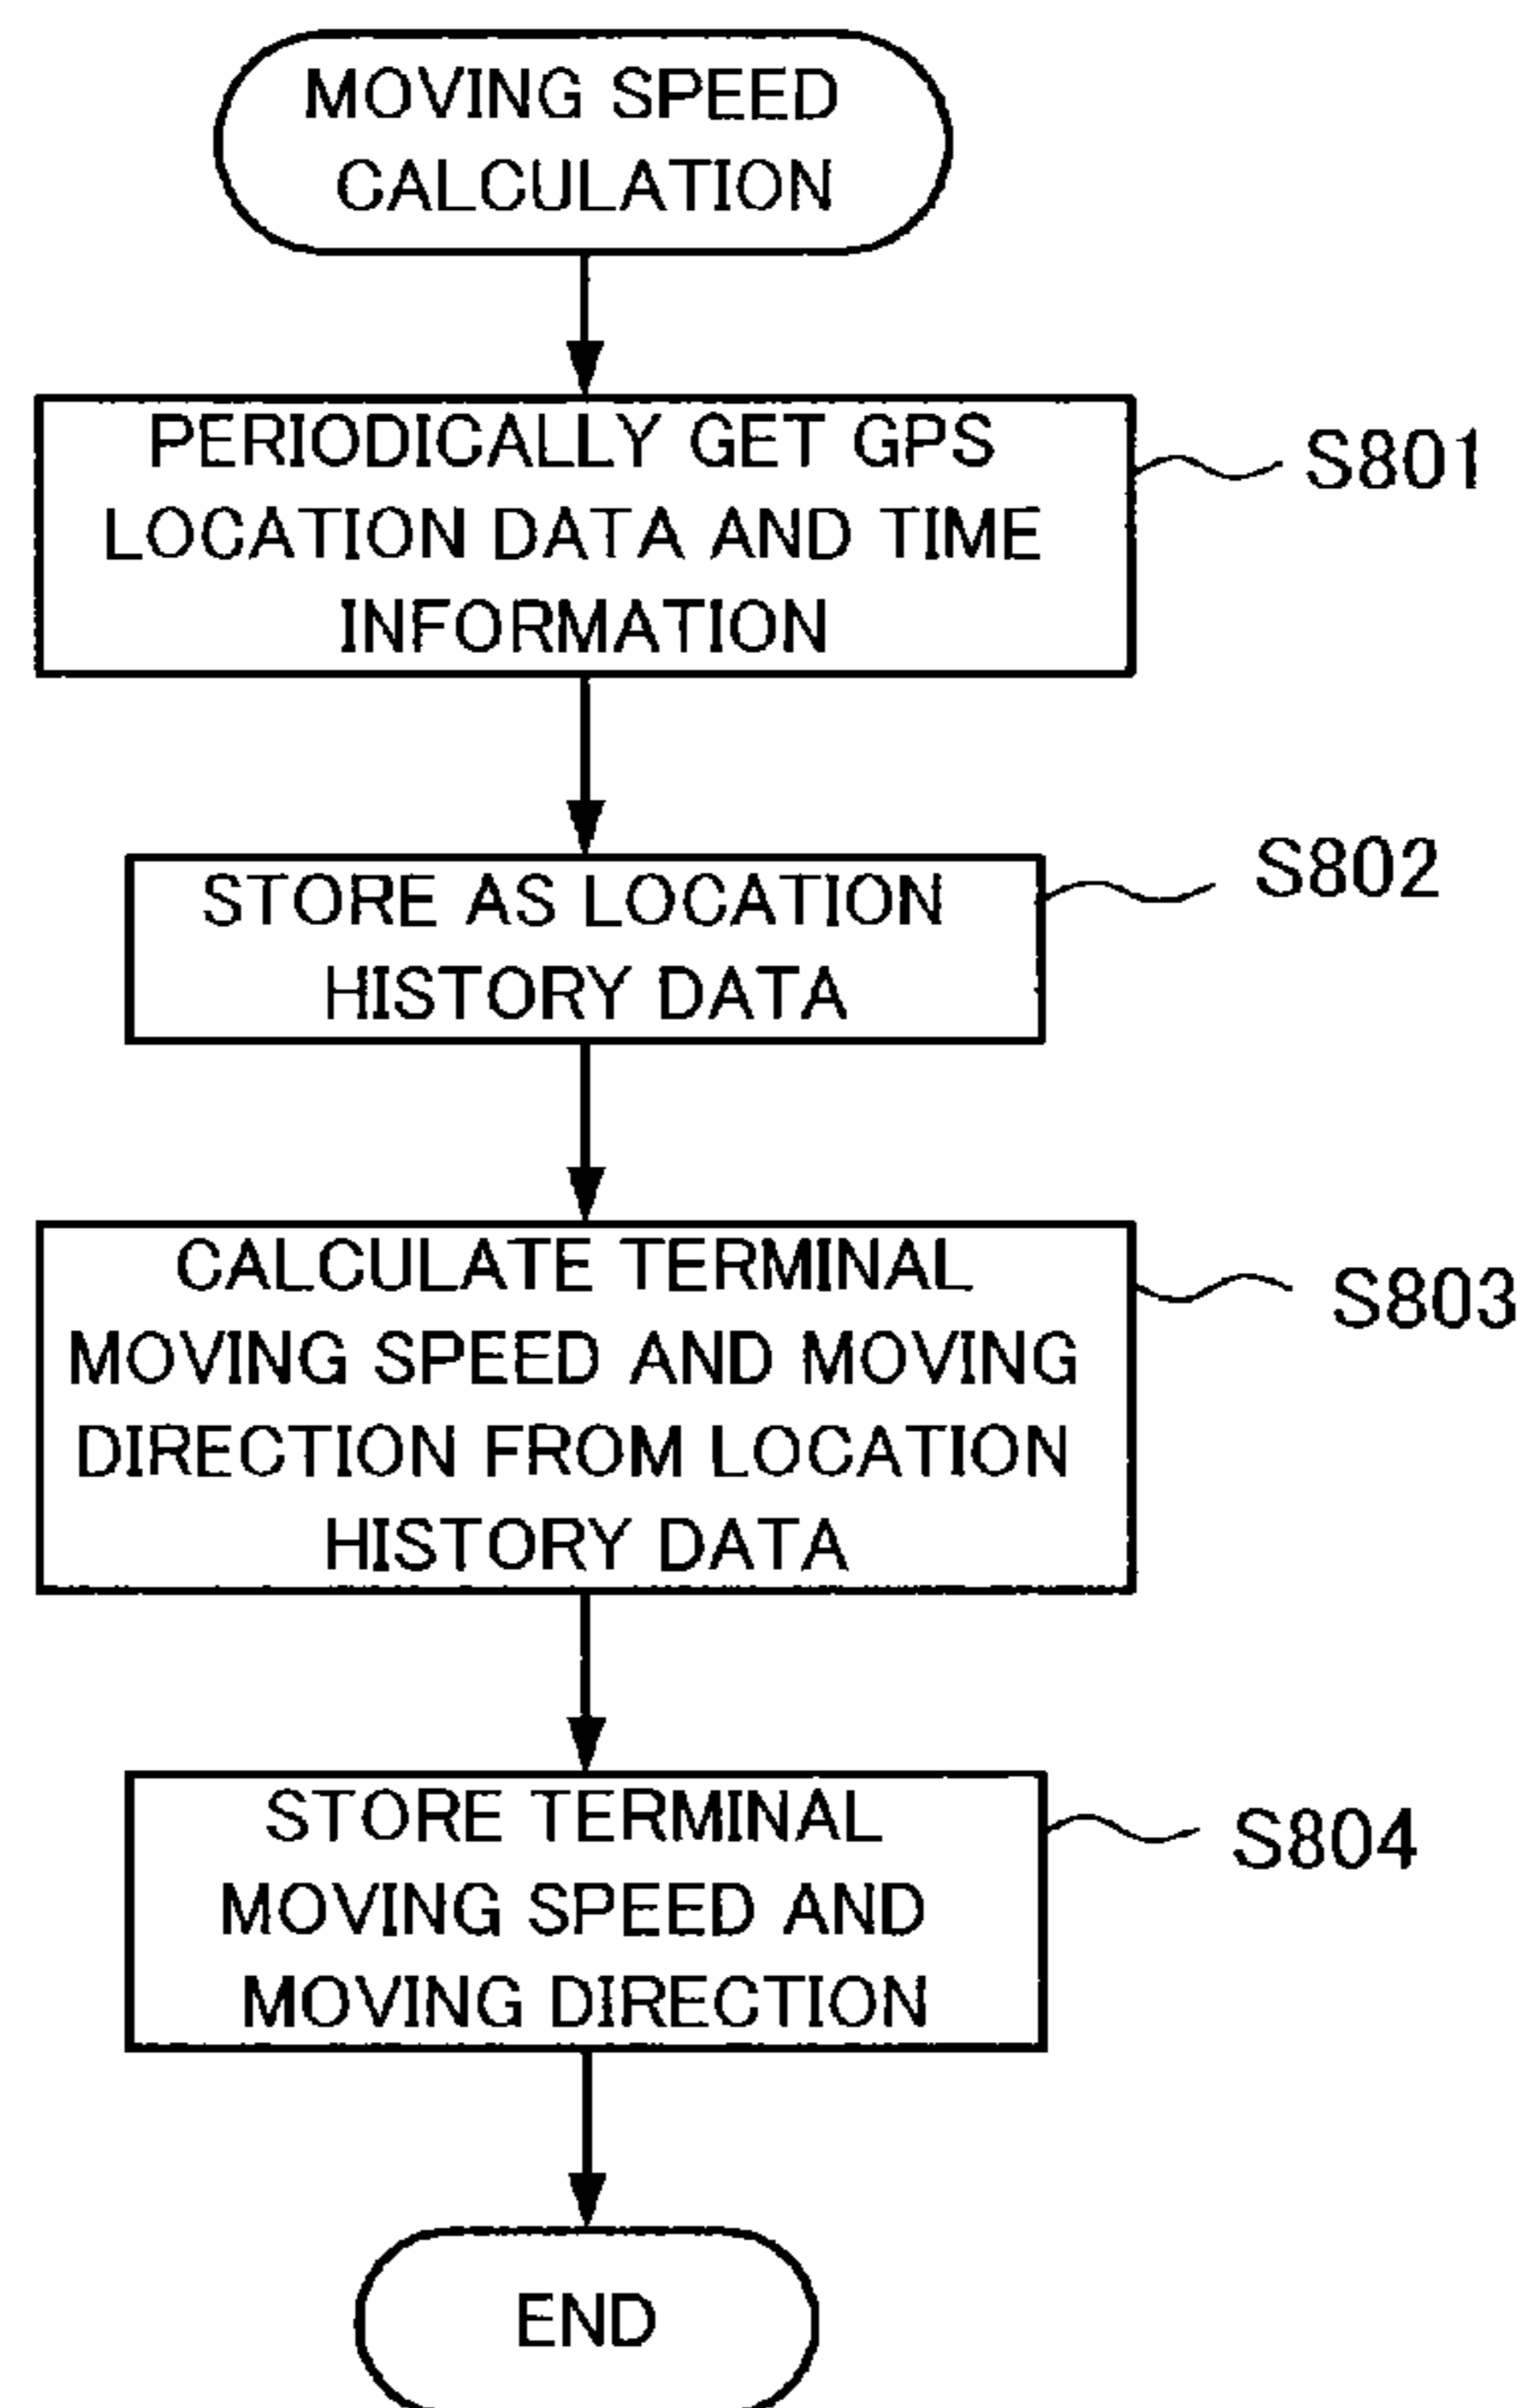 MOVING SPEED
CALCULATION
PERIODICALLY GET GPS
LOCATION DATA AND TIME
INFORMATION
S801
STORE AS LOCATION
HISTORY DATA
S802
CALCULATE TERMINAL
MOVING SPEED AND MOVING
DIRECTION FROM LOCATION
HISTORY DATA
S803
STORE TERMINAL
MOVING SPEED AND
MOVING DIRECTION
S804
END